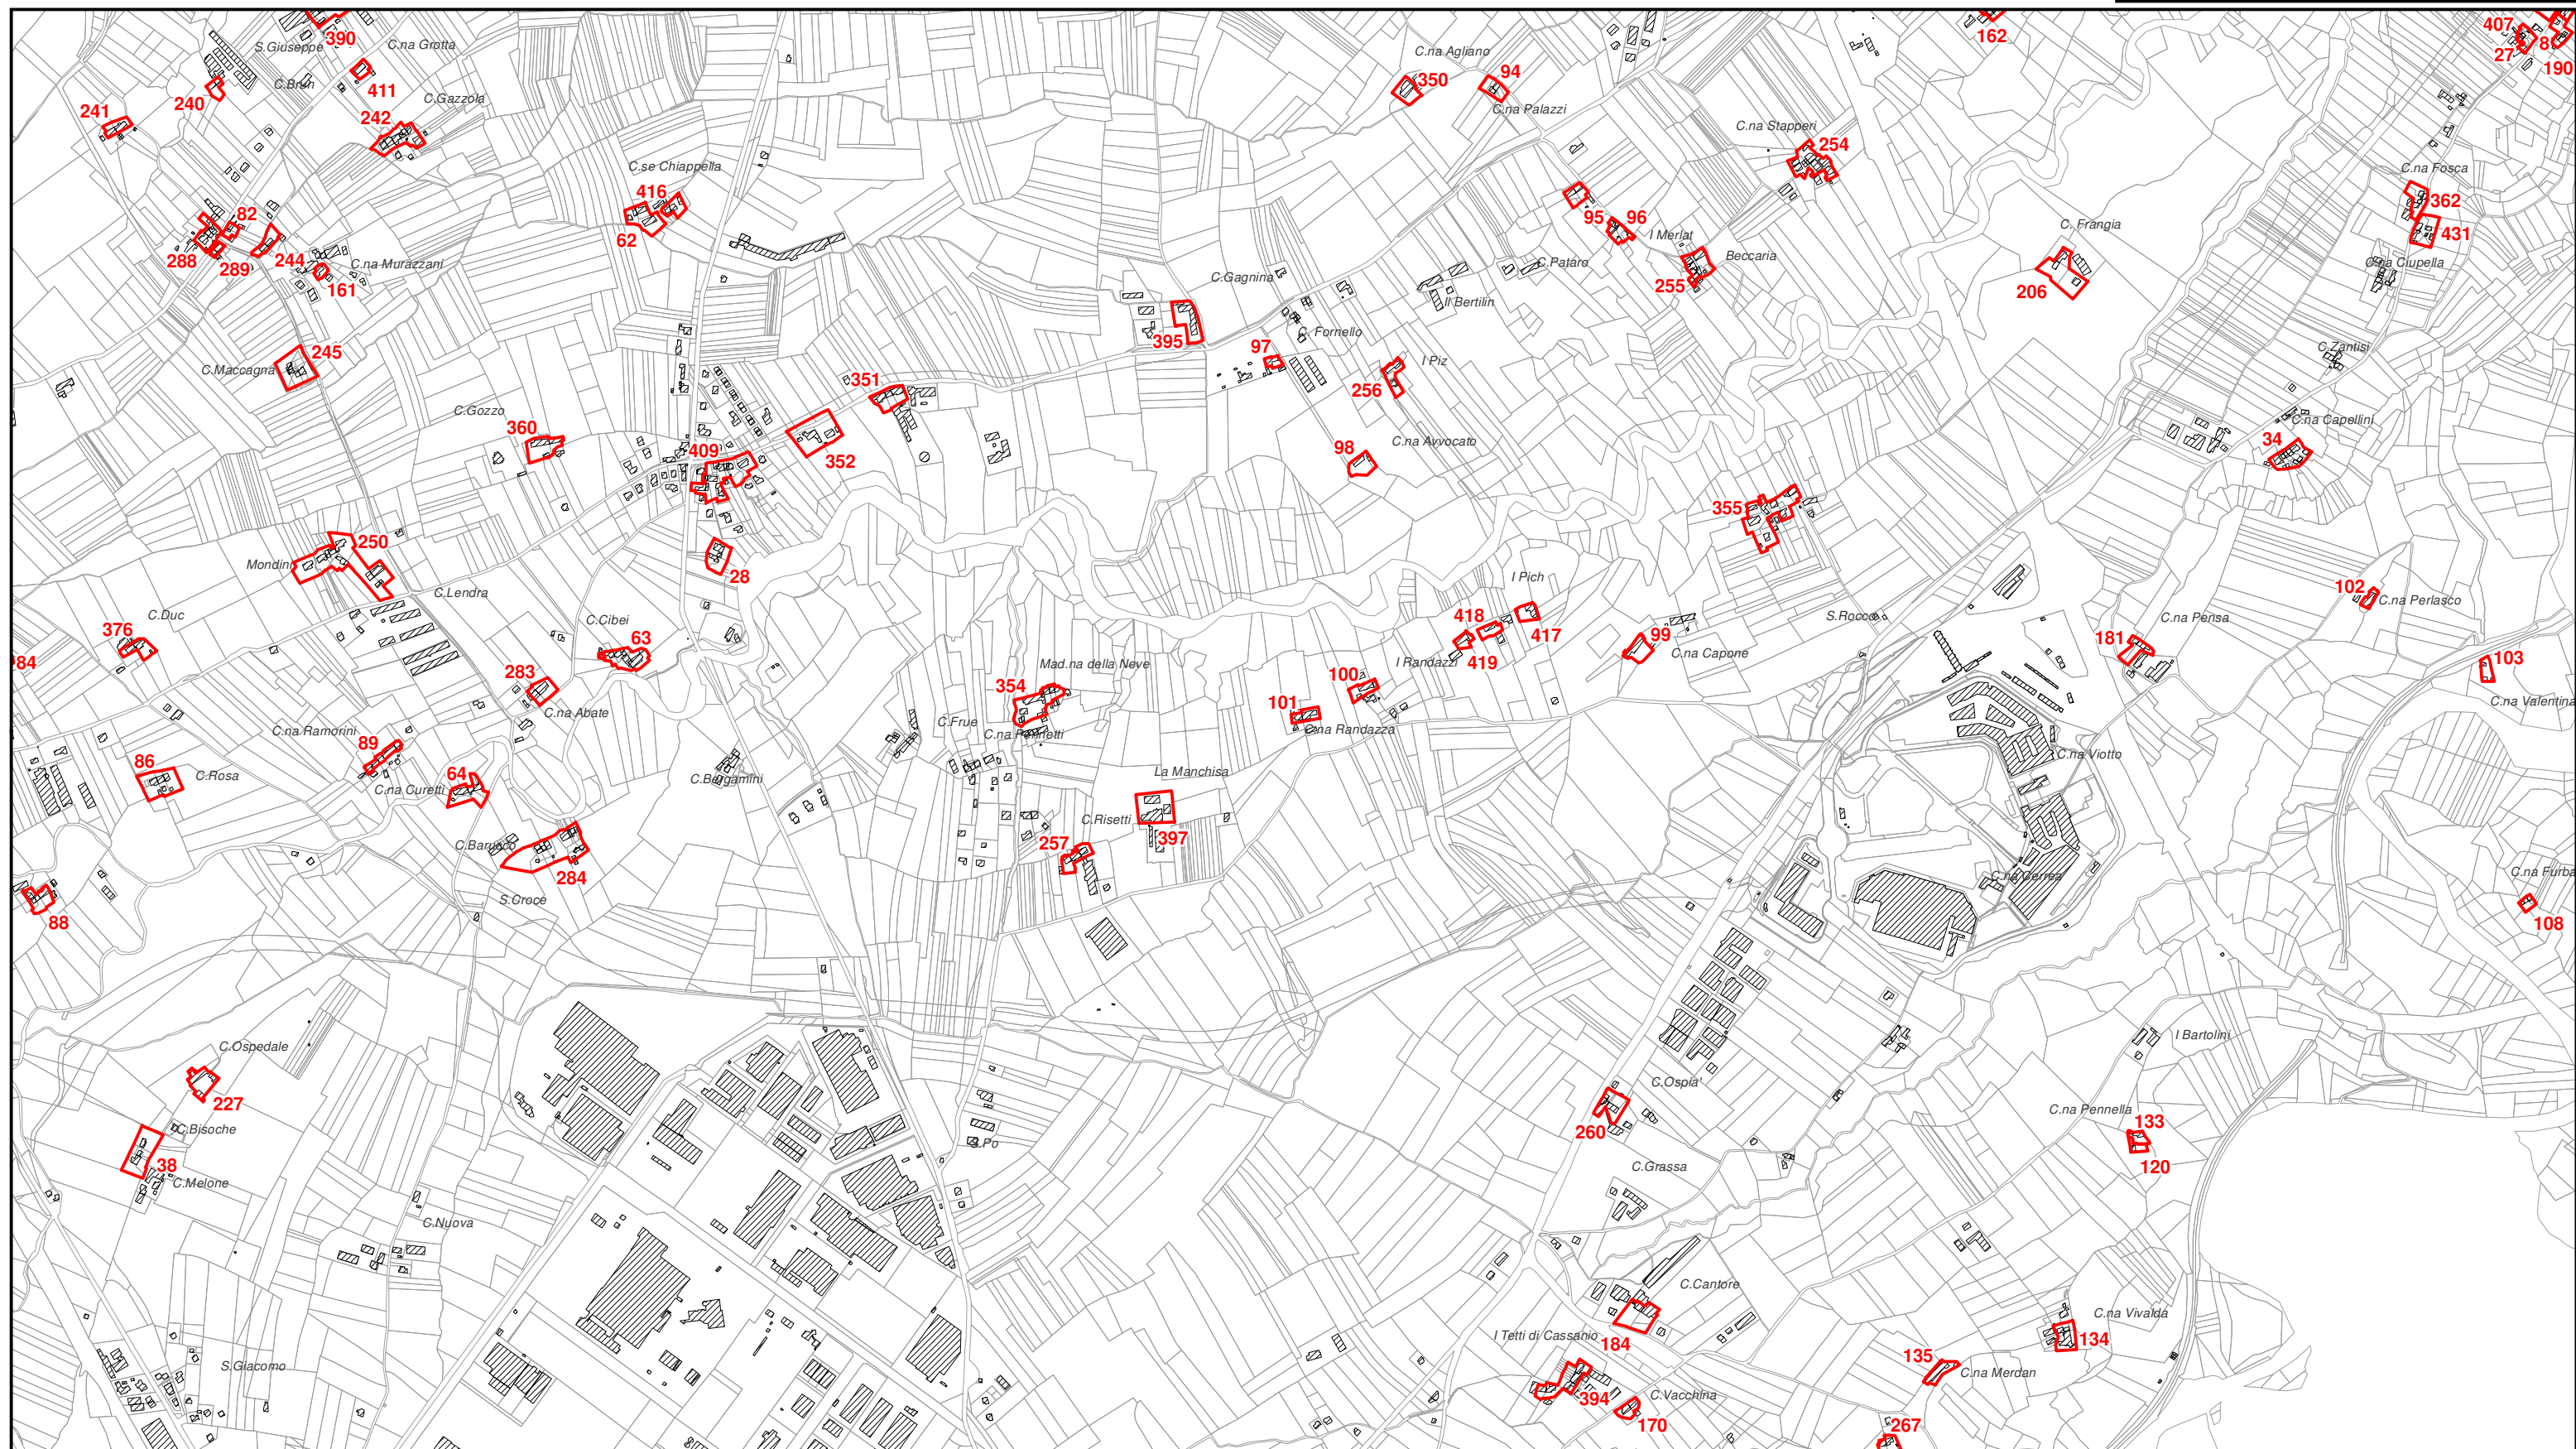 390
S.Giuseppe
C.na Grotta
C.Brun
411
240
C.Gazzola
241
242
C.na Agliano
350
94
C.na Palazzi
162
407
27
190
C.na Stapperi
254
C.se Chiappella
416
62
82
288
289
244
161
C.na Murazzani
95
96
I Merlat
Beccaria
255
C.Pataro
C.na Fosca
362
431
C.na Ciupella
C. Frangia
206
C.Gagnina
Il Bertilin
C. Fornello
395
97
I Piz
256
C.Zantisi
245
C.Maccagna
351
C.Gozzo
360
409
352
C.na Avvocato
98
C.na Capellini
34
355
250
Mondini
28
C.Lendra
I Pich
418
417
419
I Randazzi
99
C.na Capone
S.Rocco
102
C.na Perlasco
C.na Pensa
181
103
C.na Valentina
C.Duc
376
84
C.Cibei
63
283
C.na Abate
Mad.na della Neve
354
C.Frue
C.na Perinetti
100
101
C.na Randazza
C.na Ramorini
89
86
C.Rosa
64
C.na Curetti
C.Bergamini
La Manchisa
C.na Viotto
C.Risetti
397
257
C.Barucco
284
S.Croce
88
C.na Cerrea
C.na Furba
108
C.Ospedale
227
C.Bisoche
38
C.Melone
I Bartolini
C.Ospia'
260
C.na Pennella
133
120
S.Po
C.Grassa
C.Nuova
C.Cantore
I Tetti di Cassanio
184
C.na Vivalda
134
135
C.na Merdan
S.Giacomo
394
C.Vacchina
170
267